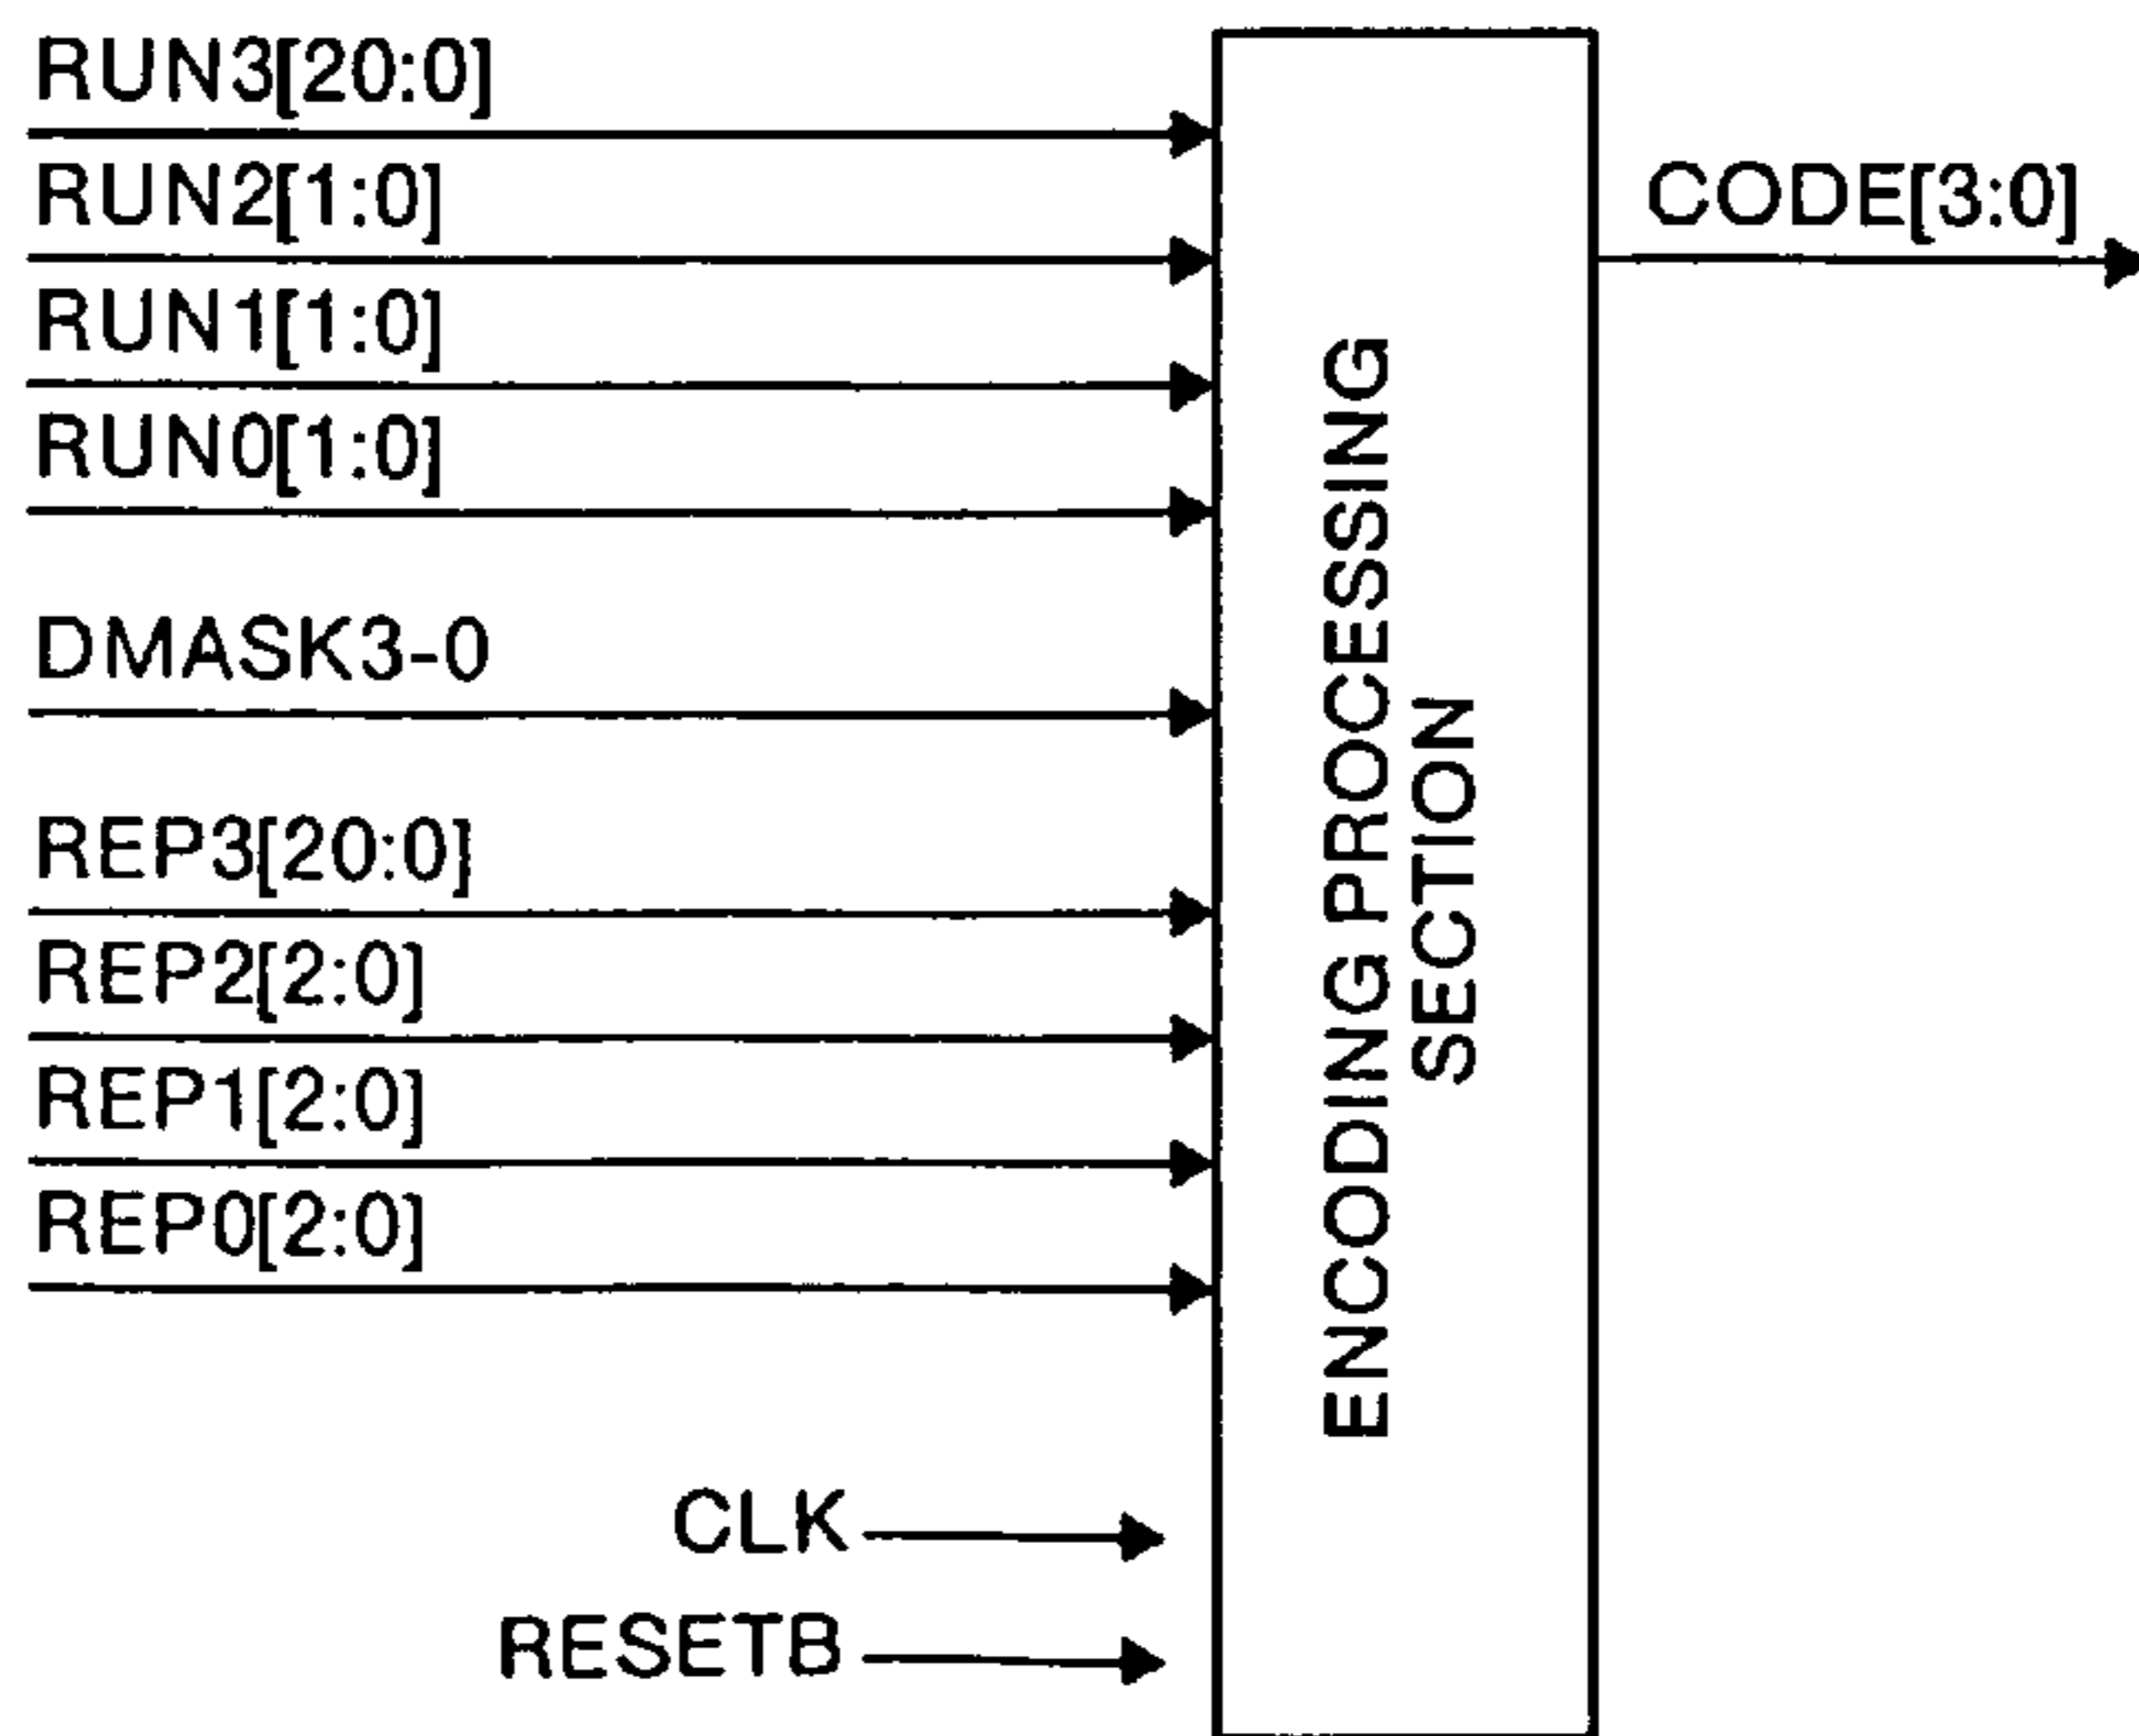 RUN3[20:0]
RUN2[1:0]
CODE[3:0]
RUN1[1:0]
RUN0[1:0]
DMASK3-0
REP3[20:0]
REP2[2:0]
REP1[2:0]
REP0[2:0]
ENCODING PROCESSING
SECTION
CLK
RESETB